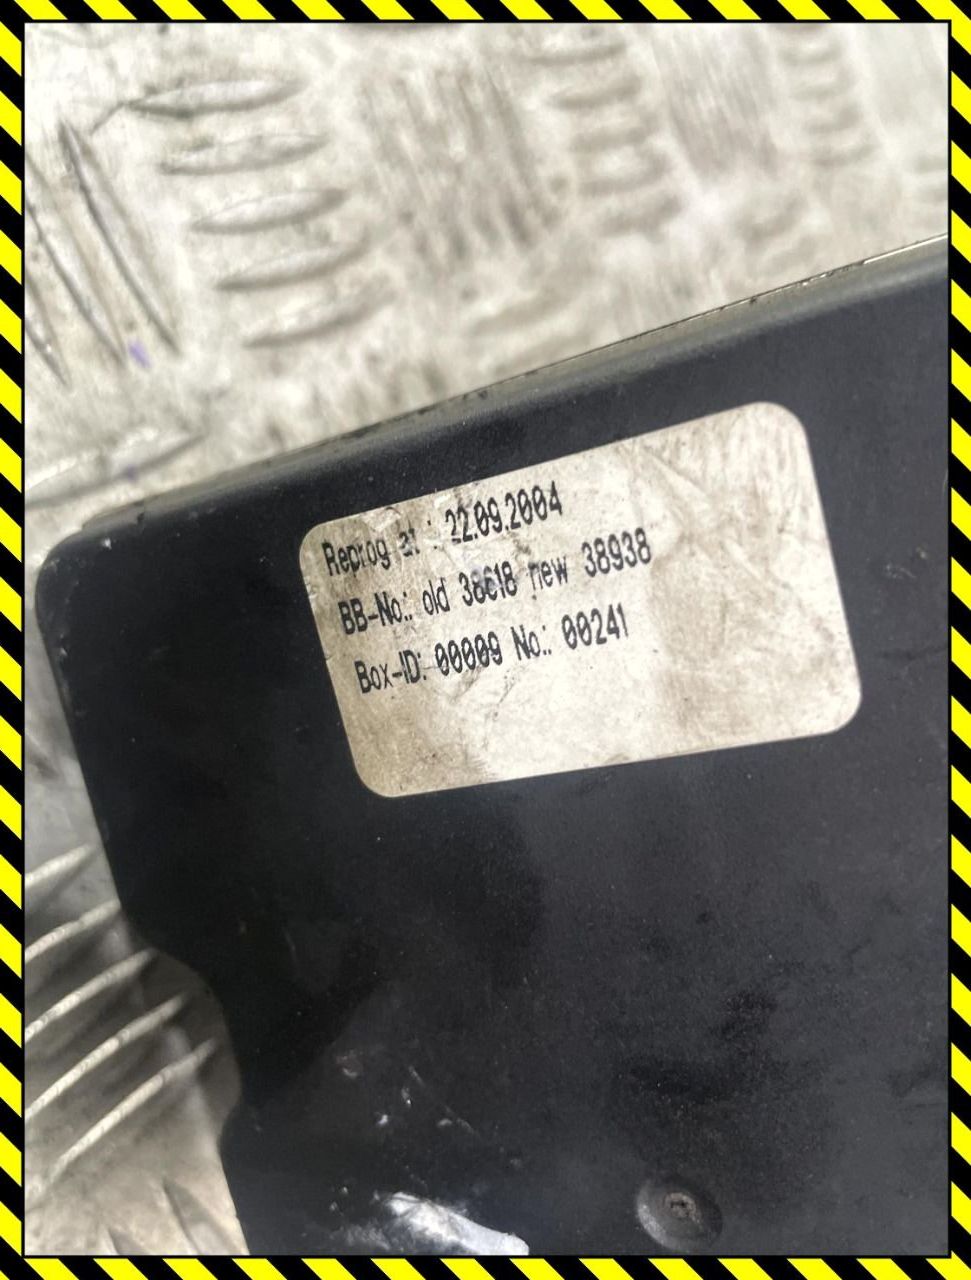 Reprog at : 22.09.2004
BB-No.: old 38618 new 38938
Box-ID: 00009 No.: 00241